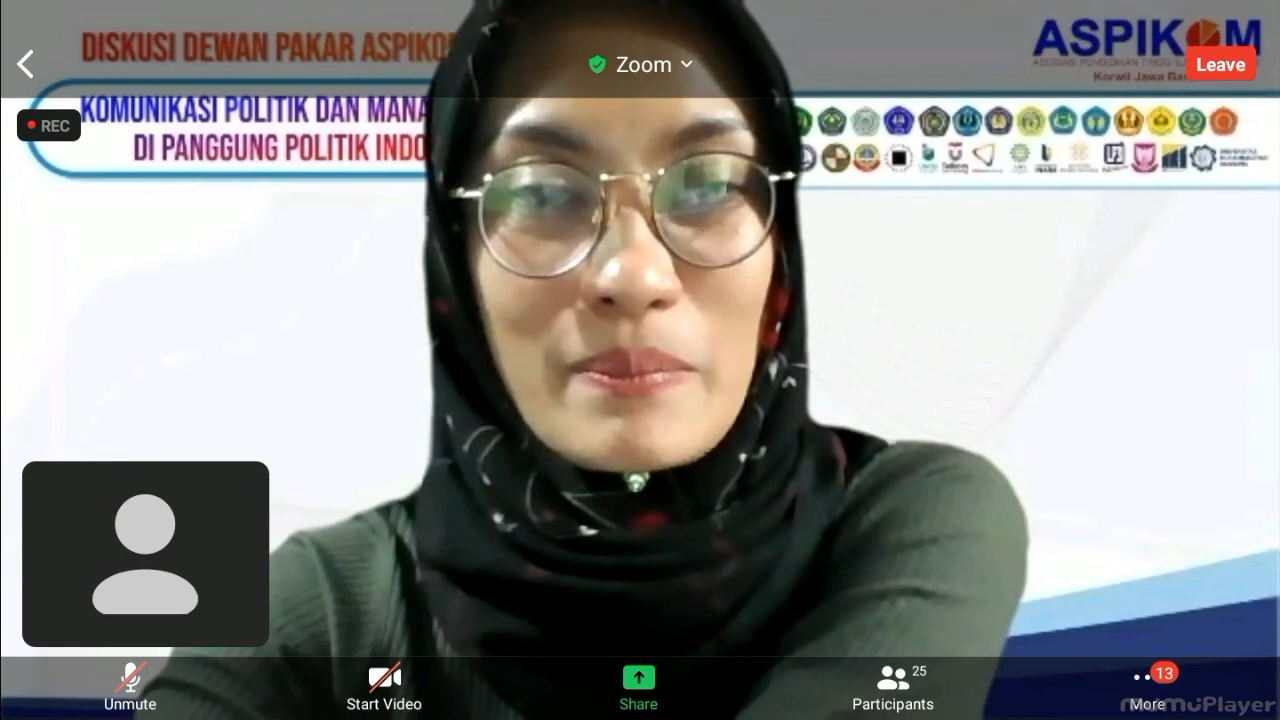 DISKUSI DEWAN PAKAR ASPIKO
ASPIKOM
Zoom
Leave
Korwil Jawa Ba
REC
KOMUNIKASI POLITIK DAN MANA
DI PANGGUNG POLITIK INDO
Unmute
Start Video
Share
Participants
25
More
13
MuMuPlayer